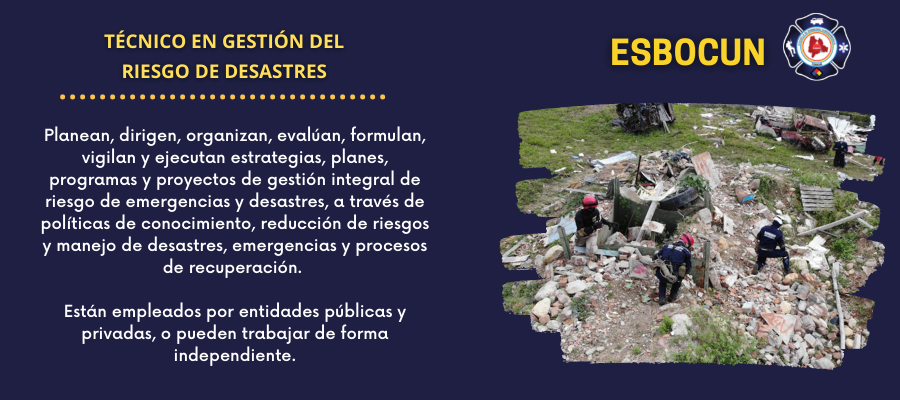 TÉCNICO EN GESTIÓN DEL
RIESGO DE DESASTRES
ESBOCUN
Planean, dirigen, organizan, evalúan, formulan,
vigilan y ejecutan estrategias, planes,
programas y proyectos de gestión integral de
riesgo de emergencias y desastres, a través de
políticas de conocimiento, reducción de riesgos
y manejo de desastres, emergencias y procesos
de recuperación.
Están empleados por entidades públicas y
privadas, o pueden trabajar de forma
independiente.